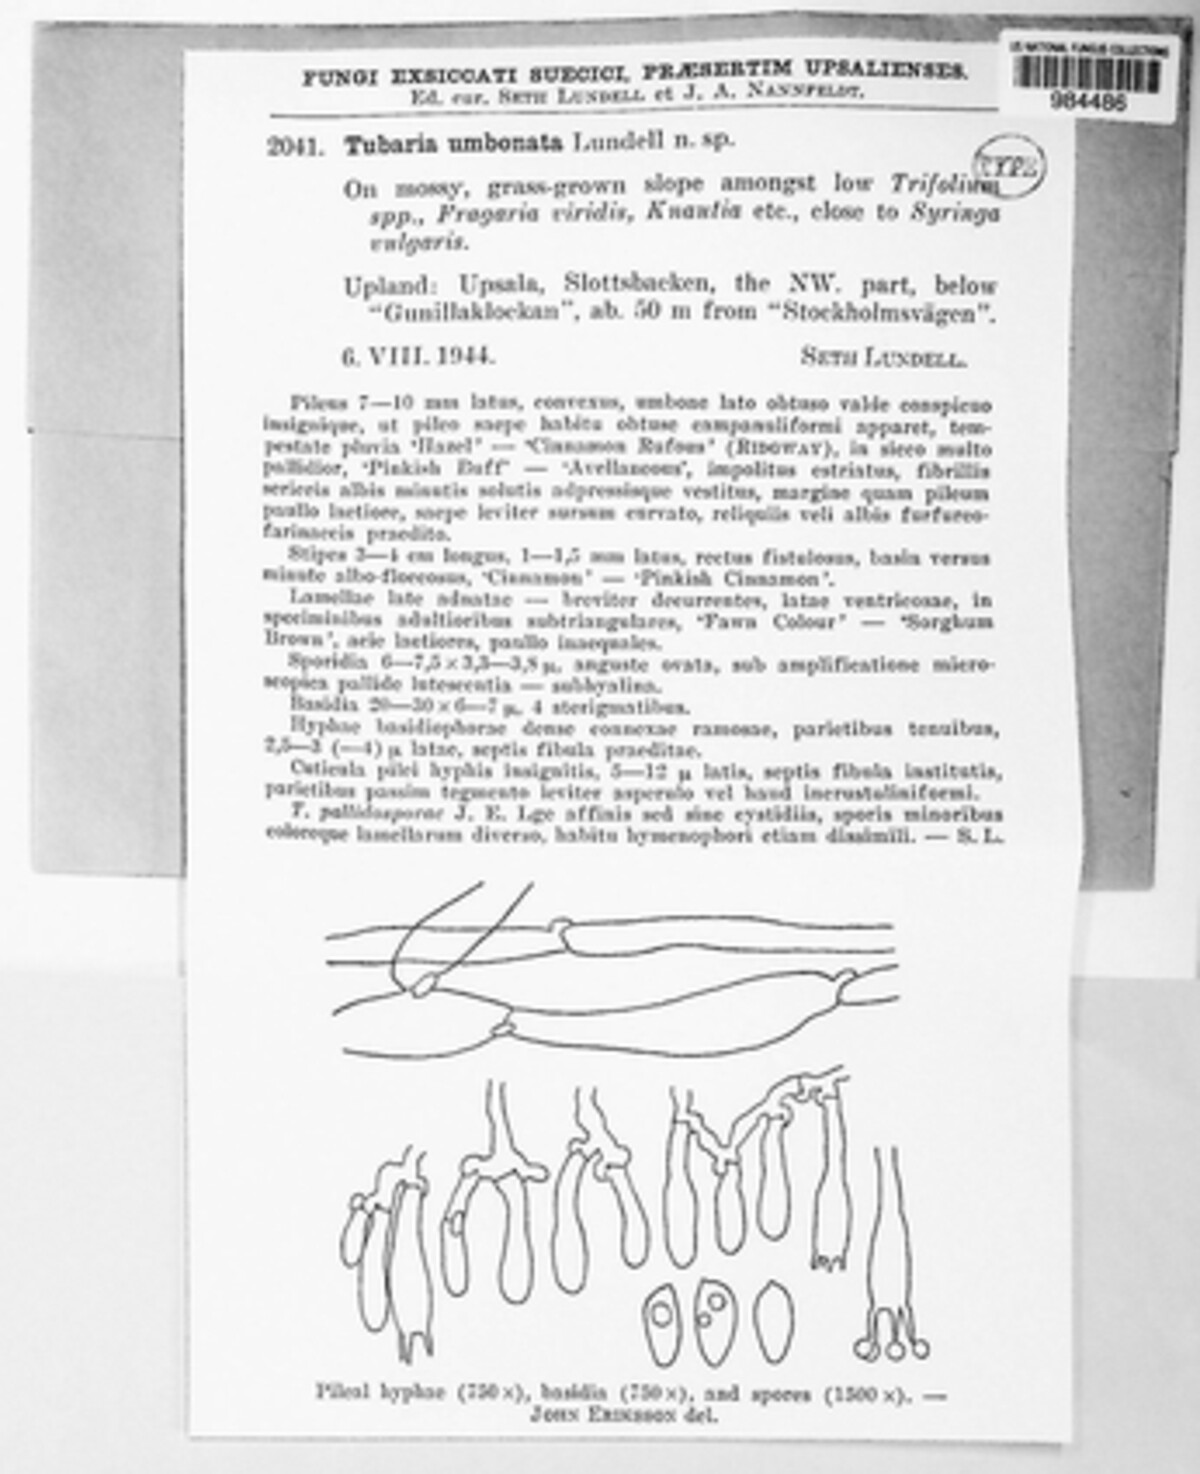 US NATIONAL FUNGUS COLLECTIONS
984486
FUNGI EXSICCATI SUECICI, PRÆSERTIM UPSALIENSES.
Ed. cur. SETH LUNDELL et J. A. NANNFELDT.
TYPE
2041. Tubaria umbonata Lundell n. sp.
On mossy, grass-grown slope amongst low Trifolium
spp., Fragaria viridis, Knautia etc., close to Syringa
vulgaris.
Upland: Upsala, Slottsbacken, the NW. part, below
“Gunillaklockan”, ab. 50 m from “Stockholmsvägen”.
6. VIII. 1944. SETH LUNDELL.
Pileus 7—10 mm latus, convexus, umbone lato obtuso valde conspicuo
insignique, ut pileo saepe habitu obtuse campanuliformi apparet, tem-
pestate pluvia ‘Hazel’ — ‘Cinnamon Rufous’ (RIDGWAY), in sicco multo
pallidior, ‘Pinkish Buff’ — ‘Avellaneous’, impolitus estriatus, fibrillis
sericeis albis minutis solutis adpressisque vestitus, margine quam pileum
paullo laetiore, saepe leviter sursum curvato, reliquiis veli albis furfureo-
farinaceis praedito.
Stipes 3—4 cm longus, 1—1,5 mm latus, rectus fistulosus, basin versus
minute albo-floccosus, ‘Cinnamon’ — ‘Pinkish Cinnamon’.
Lamellae late adnatae — breviter decurrentes, latae ventricosae, in
speciminibus adultioribus subtriangulares, ‘Fawn Colour’ — ‘Sorghum
Brown’, acie laetiores, paullo inaequales.
Sporidia 6—7,5 × 3,3—3,8 µ, anguste ovata, sub amplificatione micro-
scopica pallide lutescentia — subhyalina.
Basidia 20—30 × 6—7 µ, 4 sterigmatibus.
Hyphae basidiophorae dense connexae ramosae, parietibus tenuibus,
2,5—3 (—4) µ latae, septis fibula praeditae.
Cuticula pilei hyphis insignitis, 5—12 µ latis, septis fibula institutis,
parietibus passim tegmento leviter asperulo vel haud incrustatiniformi.
T. pallidosporae J. E. Lge affinis sed sine cystidiis, sporis minoribus
coloreque lamellarum diverso, habitu hymenophori etiam dissimili. — S. L.
Pileal hyphae (750 ×), basidia (750 ×), and spores (1500 ×). —
JOHN ERIKSSON del.